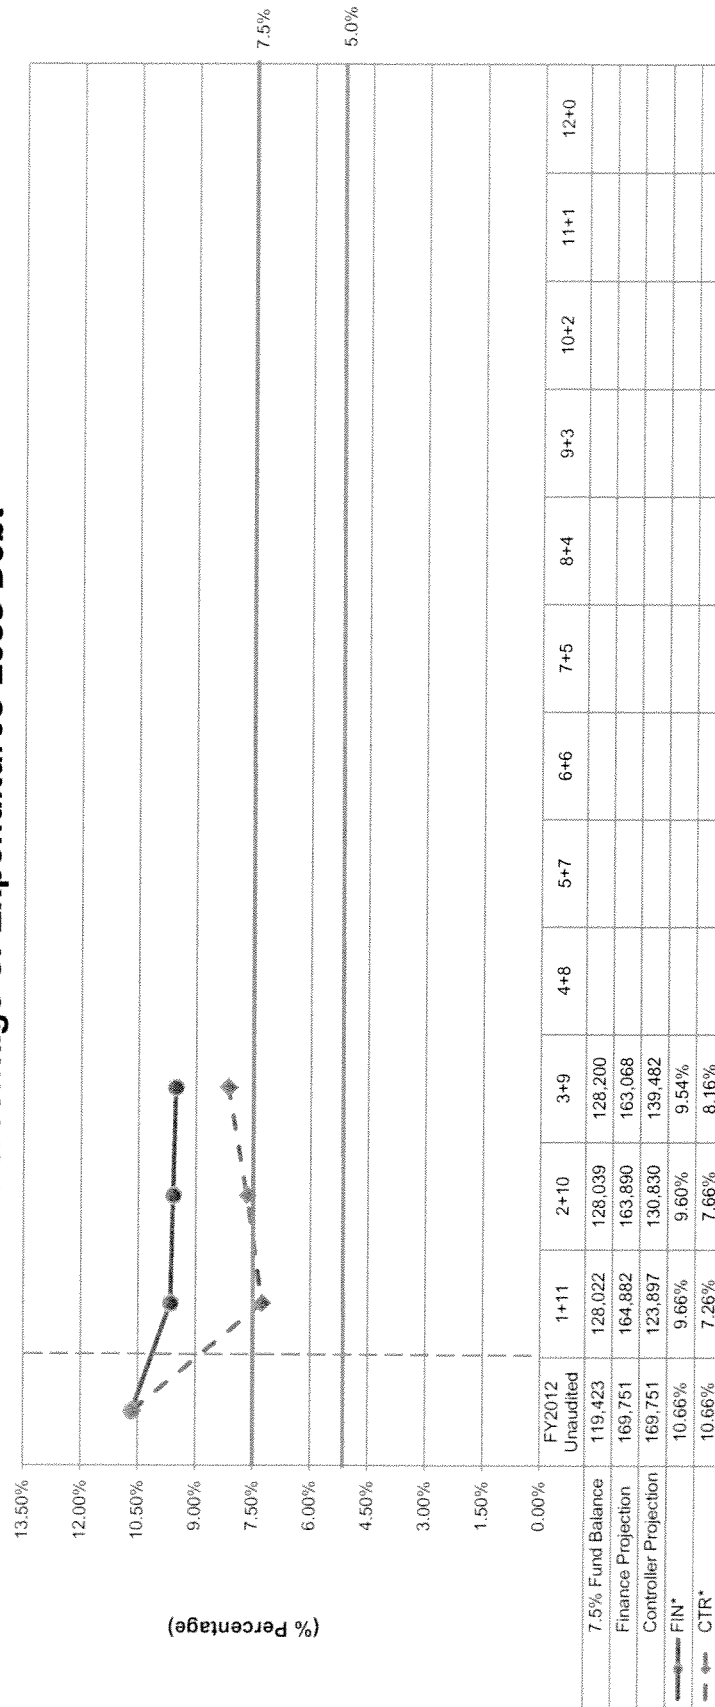 Expenditures Less Debt
(% Percentage)
13.50%
12.00%
10.50%
9.00%
7.50%
6.00%
4.50%
3.00%
1.50%
0.00%
7.5%
5.0%
FY2012 Unaudited 1+11 2+10 3+9 4+8 5+7 6+6 7+5 8+4 9+3 10+2 11+1 12+0
7.5% Fund Balance 119,423 128,022 128,039 128,200
Finance Projection 169,751 164,882 163,890 163,068
Controller Projection 169,751 123,897 130,830 139,482
FIN* 10.66% 9.66% 9.60% 9.54%
CTR* 10.66% 7.26% 7.66% 8.16%